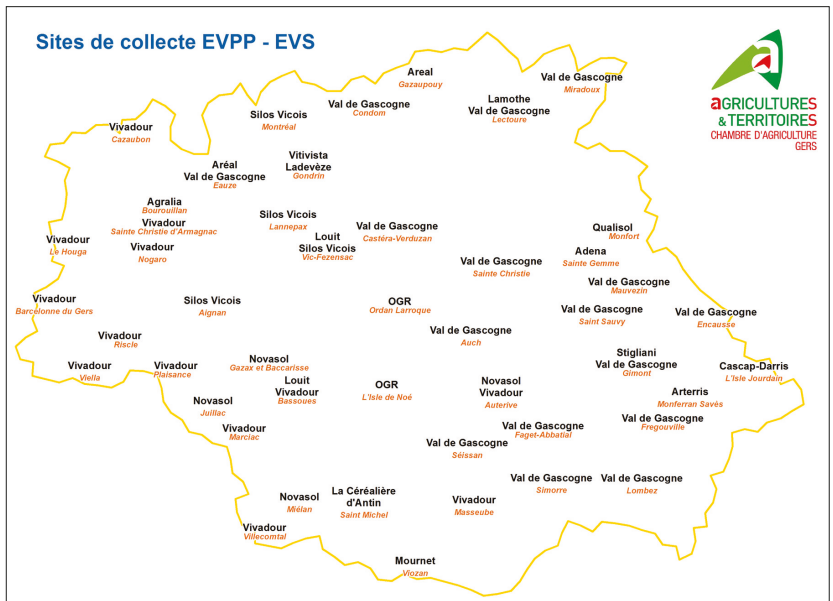 Sites de collecte EVPP - EVS
aGRICULTURES
& TERRITOIRES
CHAMBRE D'AGRICULTURE
GERS
Areal
Gazaupouy
Val de Gascogne
Miradoux
Val de Gascogne
Condom
Lamothe
Val de Gascogne
Lectoure
Silos Vicois
Montréal
Vivadour
Cazaubon
Aréal
Val de Gascogne
Eauze
Vitivista
Ladevèze
Gondrin
Agralia
Bourouillan
Vivadour
Sainte Christie d'Armagnac
Silos Vicois
Lannepax
Val de Gascogne
Castéra-Verduzan
Qualisol
Monfort
Vivadour
Le Houga
Vivadour
Nogaro
Louit
Silos Vicois
Vic-Fezensac
Adena
Sainte Gemme
Val de Gascogne
Sainte Christie
Val de Gascogne
Mauvezin
Vivadour
Barcelonne du Gers
Silos Vicois
Aignan
OGR
Ordan Larroque
Val de Gascogne
Saint Sauvy
Val de Gascogne
Encausse
Vivadour
Riscle
Val de Gascogne
Auch
Vivadour
Viella
Vivadour
Plaisance
Novasol
Gazax et Baccarisse
Stigliani
Val de Gascogne
Gimont
Cascap-Darris
L'Isle Jourdain
Louit
Vivadour
Bassoues
OGR
L'Isle de Noé
Novasol
Vivadour
Auterive
Arterris
Monferran Savès
Novasol
Juillac
Vivadour
Marciac
Val de Gascogne
Faget-Abbatial
Val de Gascogne
Fregouville
Val de Gascogne
Séissan
Val de Gascogne
Simorre
Val de Gascogne
Lombez
Novasol
Miélan
La Céréalière
d'Antin
Saint Michel
Vivadour
Masseube
Vivadour
Villecomtal
Mournet
Viozan